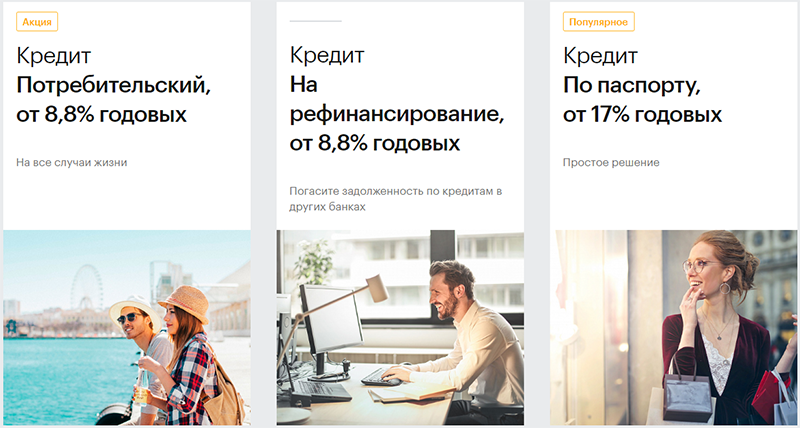 Акция
Кредит
Потребительский,
от 8,8% годовых
На все случаи жизни
Кредит
На
рефинансирование,
от 8,8% годовых
Погасите задолженность по кредитам в
других банках
Популярное
Кредит
По паспорту,
от 17% годовых
Простое решение